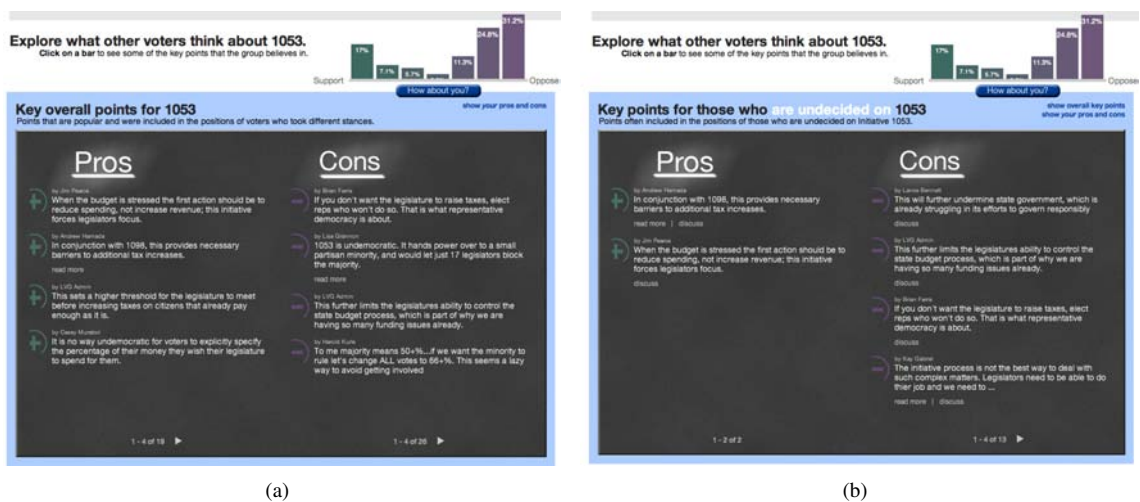 Explore what other voters think about 1053.
Click on a bar to see some of the key points that the group believes in.
17%
7.1%
5.7%
11.3%
24.8%
31.2%
Support
Oppose
How about you?
Key overall points for 1053
show your pros and cons
Points that are popular and were included in the positions of voters who took different stances.
Pros
by Jim Pearce
When the budget is stressed the first action should be to
reduce spending, not increase revenue; this initiative
forces legislators focus.
by Andrew Hamada
In conjunction with 1098, this provides necessary
barriers to additional tax increases.
read more
by LVG Admin
This sets a higher threshold for the legislature to meet
before increasing taxes on citizens that already pay
enough as it is.
by Casey Muratori
It is no way undemocratic for voters to explicitly specify
the percentage of their money they wish their legislature
to spend for them.
1 - 4 of 18
Cons
by Brian Ferris
If you don't want the legislature to raise taxes, elect
reps who won't do so. That is what representative
democracy is about.
by Lisa
1053 is undemocratic. It hands power over to a small
partisan minority, and would let just 17 legislators block
the majority.
read more
by LVG Admin
This further limits the legislatures ability to control the
state budget process, which is part of why we are
having so many funding issues already.
by Harold
To me majority means 50+%...if we want the minority to
rule let's change ALL votes to 66+%. This seems a lazy
way to avoid getting involved
1 - 4 of 26
(a)
Explore what other voters think about 1053.
Click on a bar to see some of the key points that the group believes in.
17%
7.1%
5.7%
11.3%
24.8%
31.2%
Support
Oppose
How about you?
Key points for those who are undecided on 1053
show overall key points
show your pros and cons
Points often included in the positions of those who are undecided on Initiative 1053.
Pros
by Andrew Hamada
In conjunction with 1098, this provides necessary
barriers to additional tax increases.
read more | discuss
by Jim Pearce
When the budget is stressed the first action should be to
reduce spending, not increase revenue; this initiative
forces legislators focus.
discuss
1 - 2 of 2
Cons
by Lance Bennett
This will further undermine state government, which is
already struggling in its efforts to govern responsibly
discuss
by LVG Admin
This further limits the legislatures ability to control the
state budget process, which is part of why we are
having so many funding issues already.
discuss
by Brian Ferris
If you don't want the legislature to raise taxes, elect
reps who won't do so. That is what representative
democracy is about.
discuss
by Kay Gabriel
The initiative process is not the best way to deal with
such complex matters. Legislators need to be able to do
thier job and we need to ...
read more | discuss
1 - 4 of 13
(b)